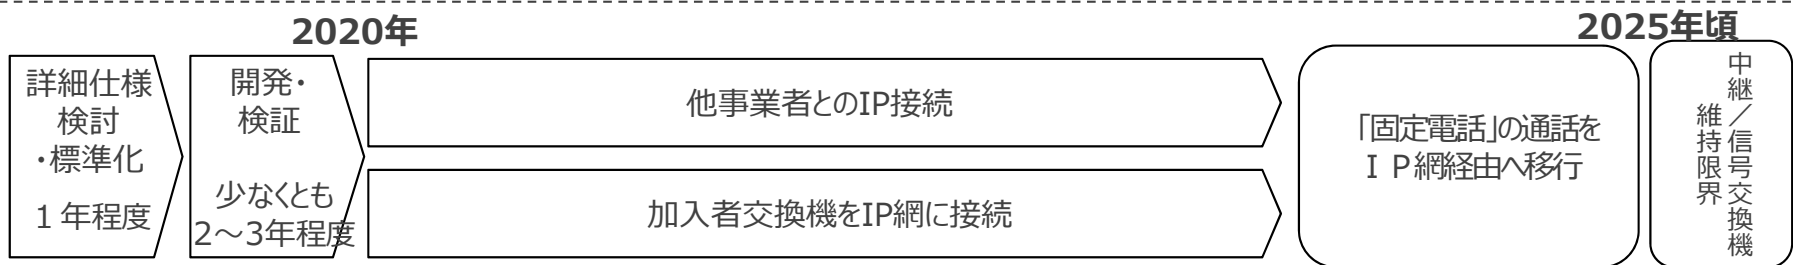 2020年
2025年頃
詳細仕様
検討
・標準化
１年程度
開発・
検証
少なくとも
2～3年程度
他事業者とのIP接続
加入者交換機をIP網に接続
「固定電話」の通話を
ＩＰ網経由へ移行
中継／信号交換機
維持限界